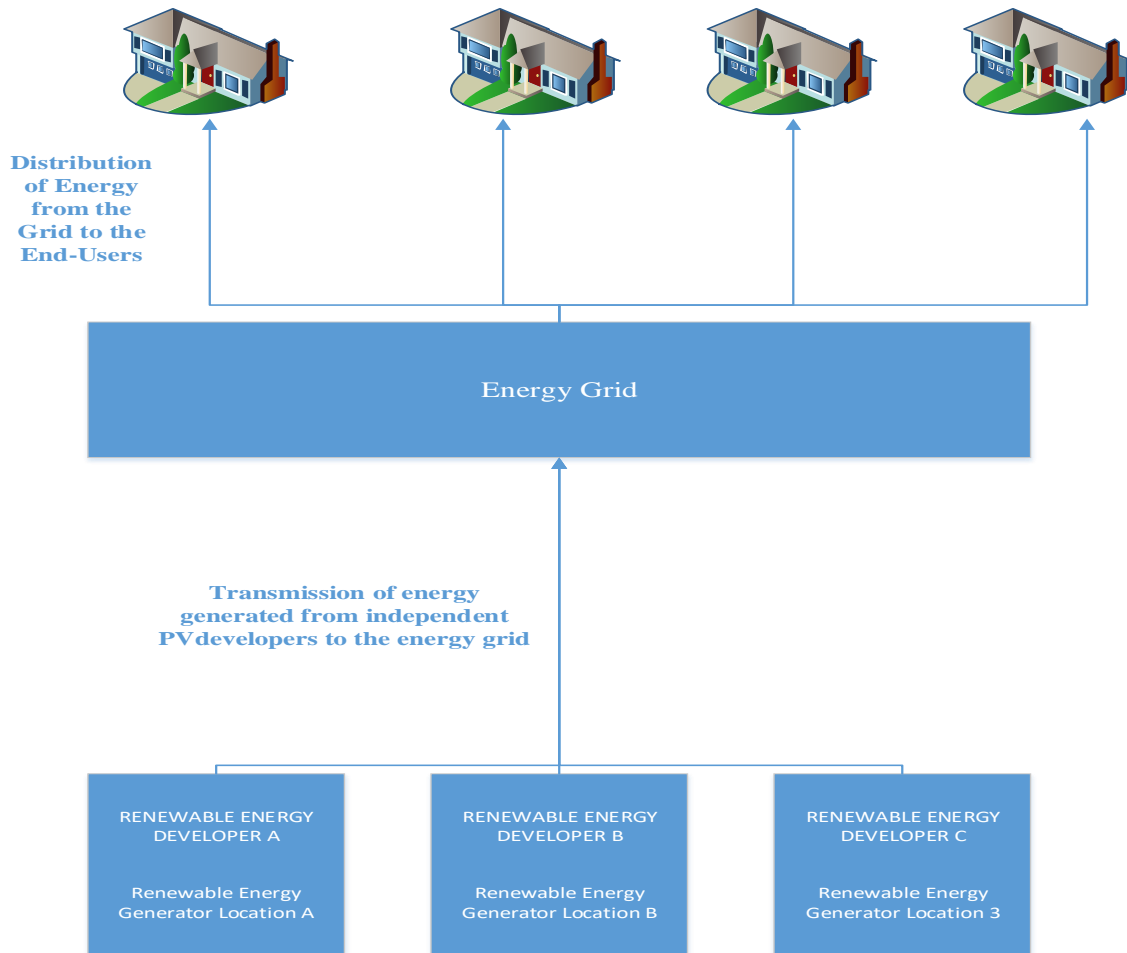 Distribution
of Energy
from the
Grid to the
End-Users
Energy Grid
Transmission of energy
generated from independent
PVdevelopers to the energy grid
RENEWABLE ENERGY
DEVELOPER A
Renewable Energy
Generator Location A
RENEWABLE ENERGY
DEVELOPER B
Renewable Energy
Generator Location B
RENEWABLE ENERGY
DEVELOPER C
Renewable Energy
Generator Location 3